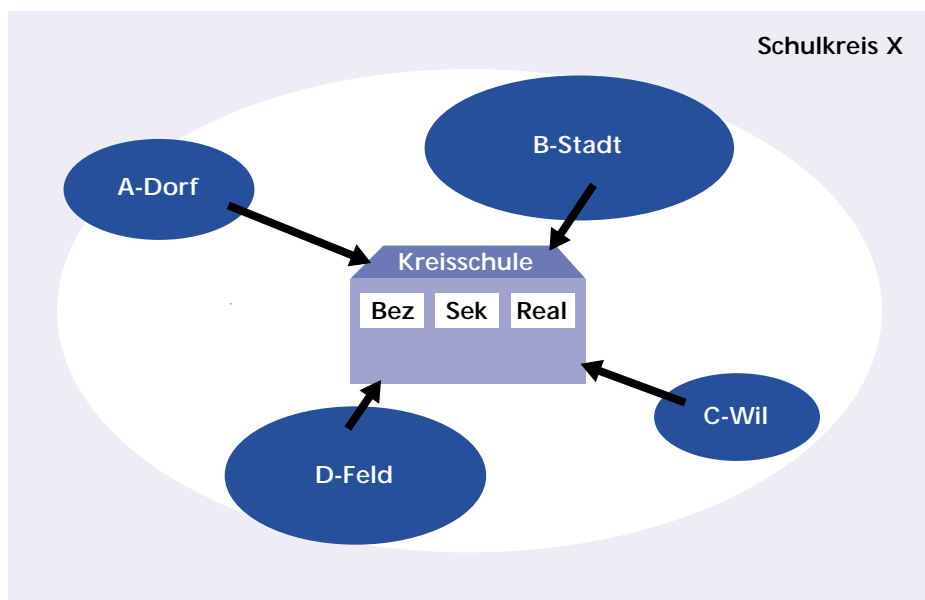 Schulkreis X
B-Stadt
A-Dorf
Kreisschule
Bez Sek Real
C-Wil
D-Feld